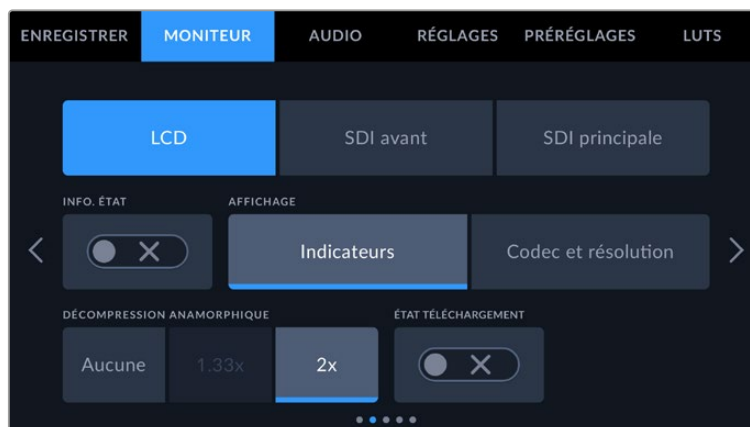 ENREGISTRER MONITEUR AUDIO RÉGLAGES PRÉRÉGLAGES LUTS
LCD SDI avant SDI principale
INFO. ÉTAT AFFICHAGE
Indicateurs Codec et résolution
DÉCOMPRESSION ANAMORPHIQUE ÉTAT TÉLÉCHARGEMENT
Aucune 1.33x 2x